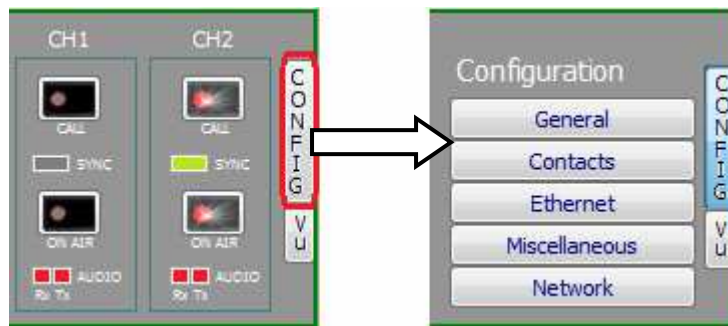 CH1 CH2
CALL CALL
SYNC SYNC
ON AIR ON AIR
AUDIO AUDIO
Rx Tx Rx Tx
CONFIG
Vu
Configuration
General
Contacts
Ethernet
Miscellaneous
Network
CONFIG
Vu